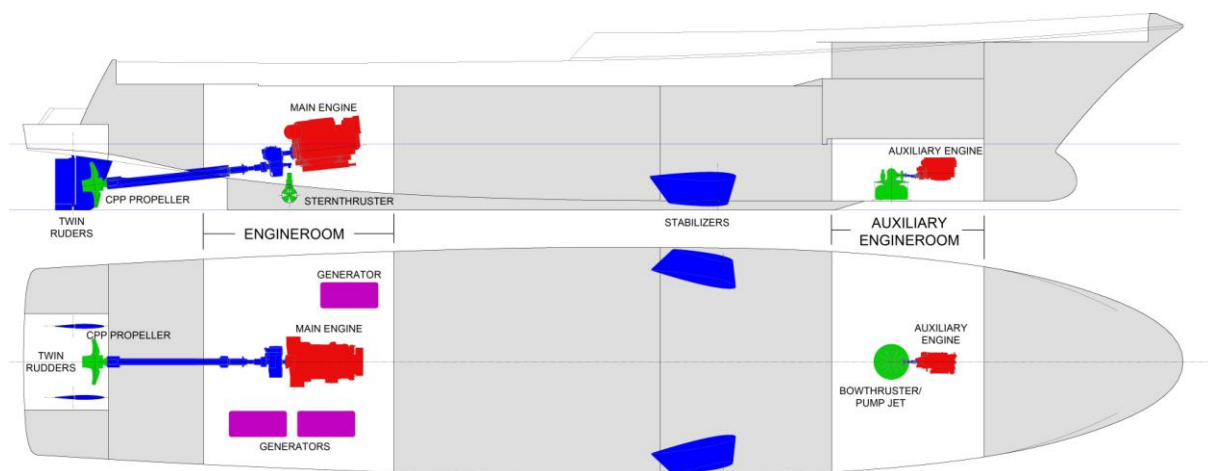 MAIN ENGINE
AUXILIARY ENGINE
CPP PROPELLER
STERNTHRUSTER
TWIN
RUDERS
STABILIZERS
ENGINEROOM
AUXILIARY
ENGINEROOM
GENERATOR
MAIN ENGINE
CPP PROPELLER
TWIN
RUDDERS
AUXILIARY
ENGINE
BOWTHRUSTER/
PUMP JET
GENERATORS